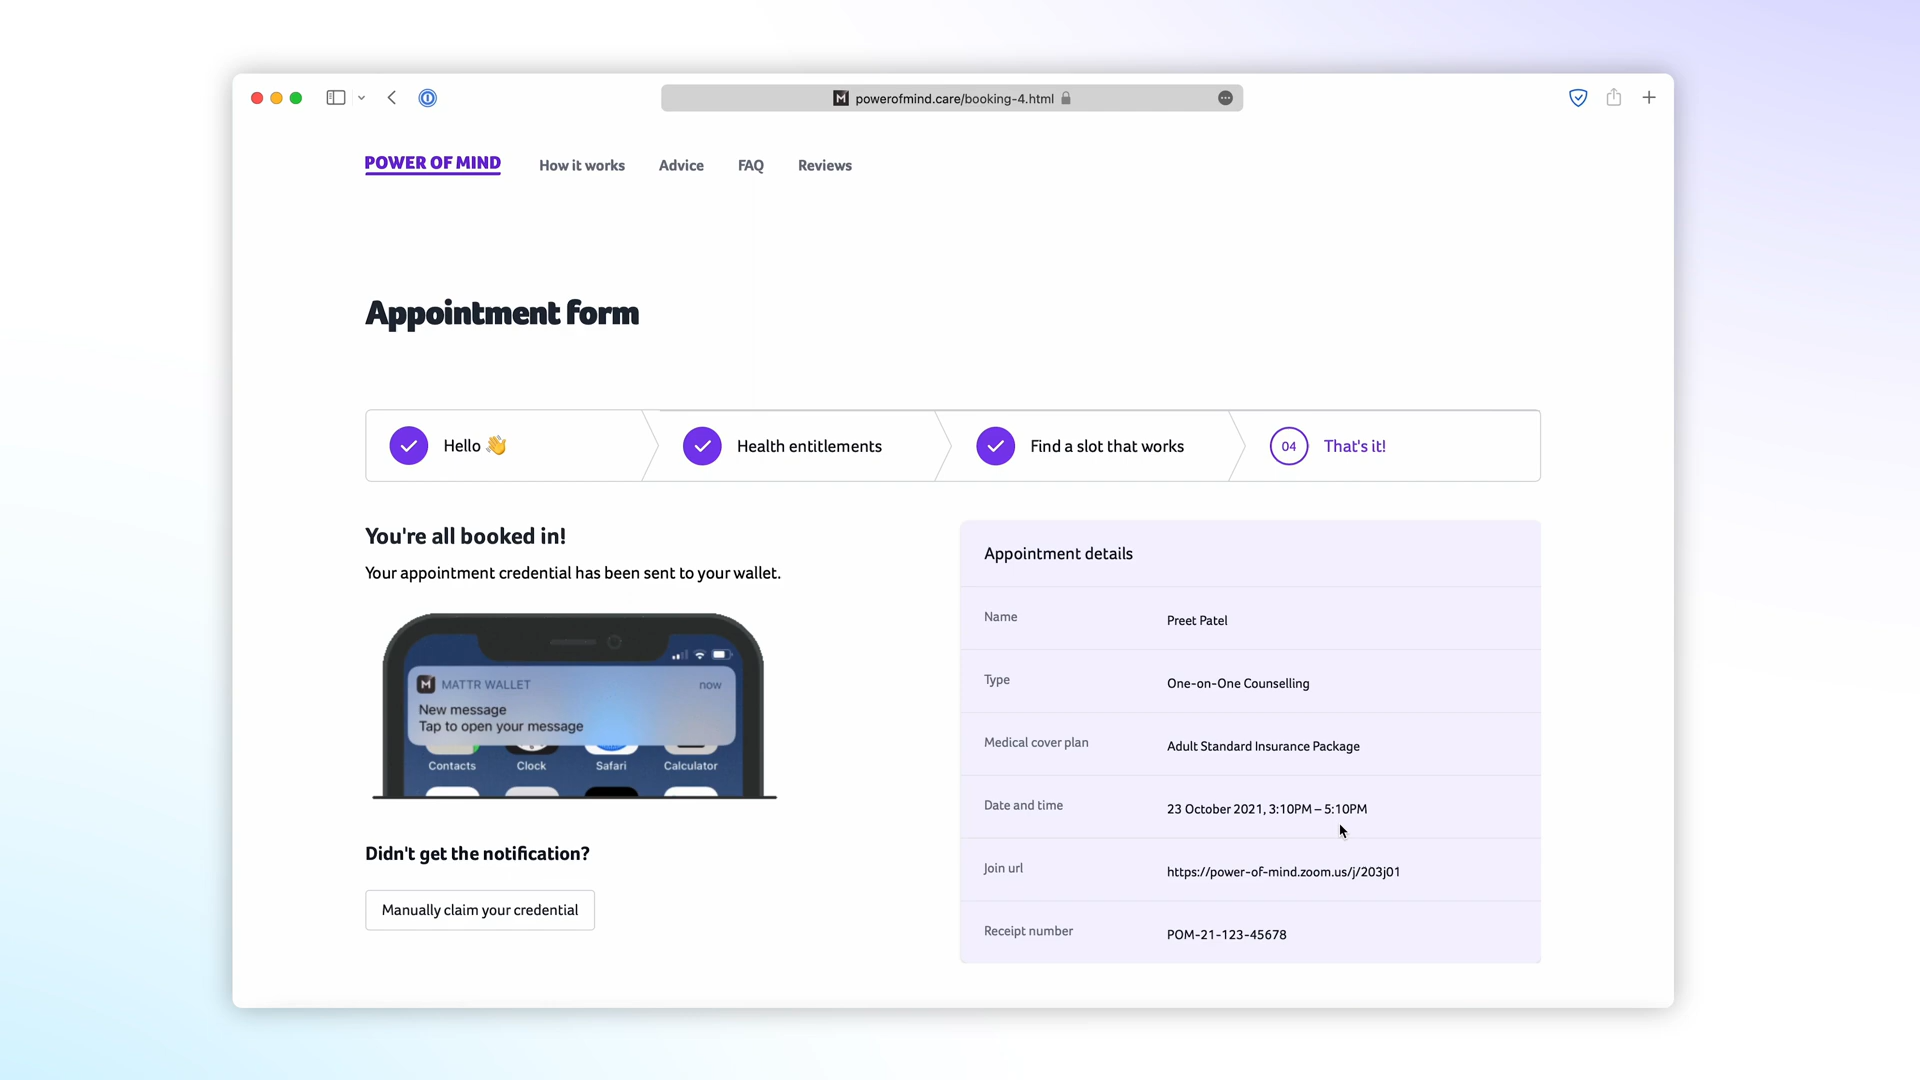 powerofmind.care/booking-4.html
POWER OF MIND
How it works
Advice
FAQ
Reviews
Appointment form
Hello 👋
Health entitlements
Find a slot that works
04
That's it!
You're all booked in!
Your appointment credential has been sent to your wallet.
MATTR WALLET
now
New message
Tap to open your message
Contacts
Clock
Safari
Calculator
Didn't get the notification?
Manually claim your credential
Appointment details
Name
Preet Patel
Type
One-on-One Counselling
Medical cover plan
Adult Standard Insurance Package
Date and time
23 October 2021, 3:10PM – 5:10PM
Join url
https://power-of-mind.zoom.us/j/203j01
Receipt number
POM-21-123-45678